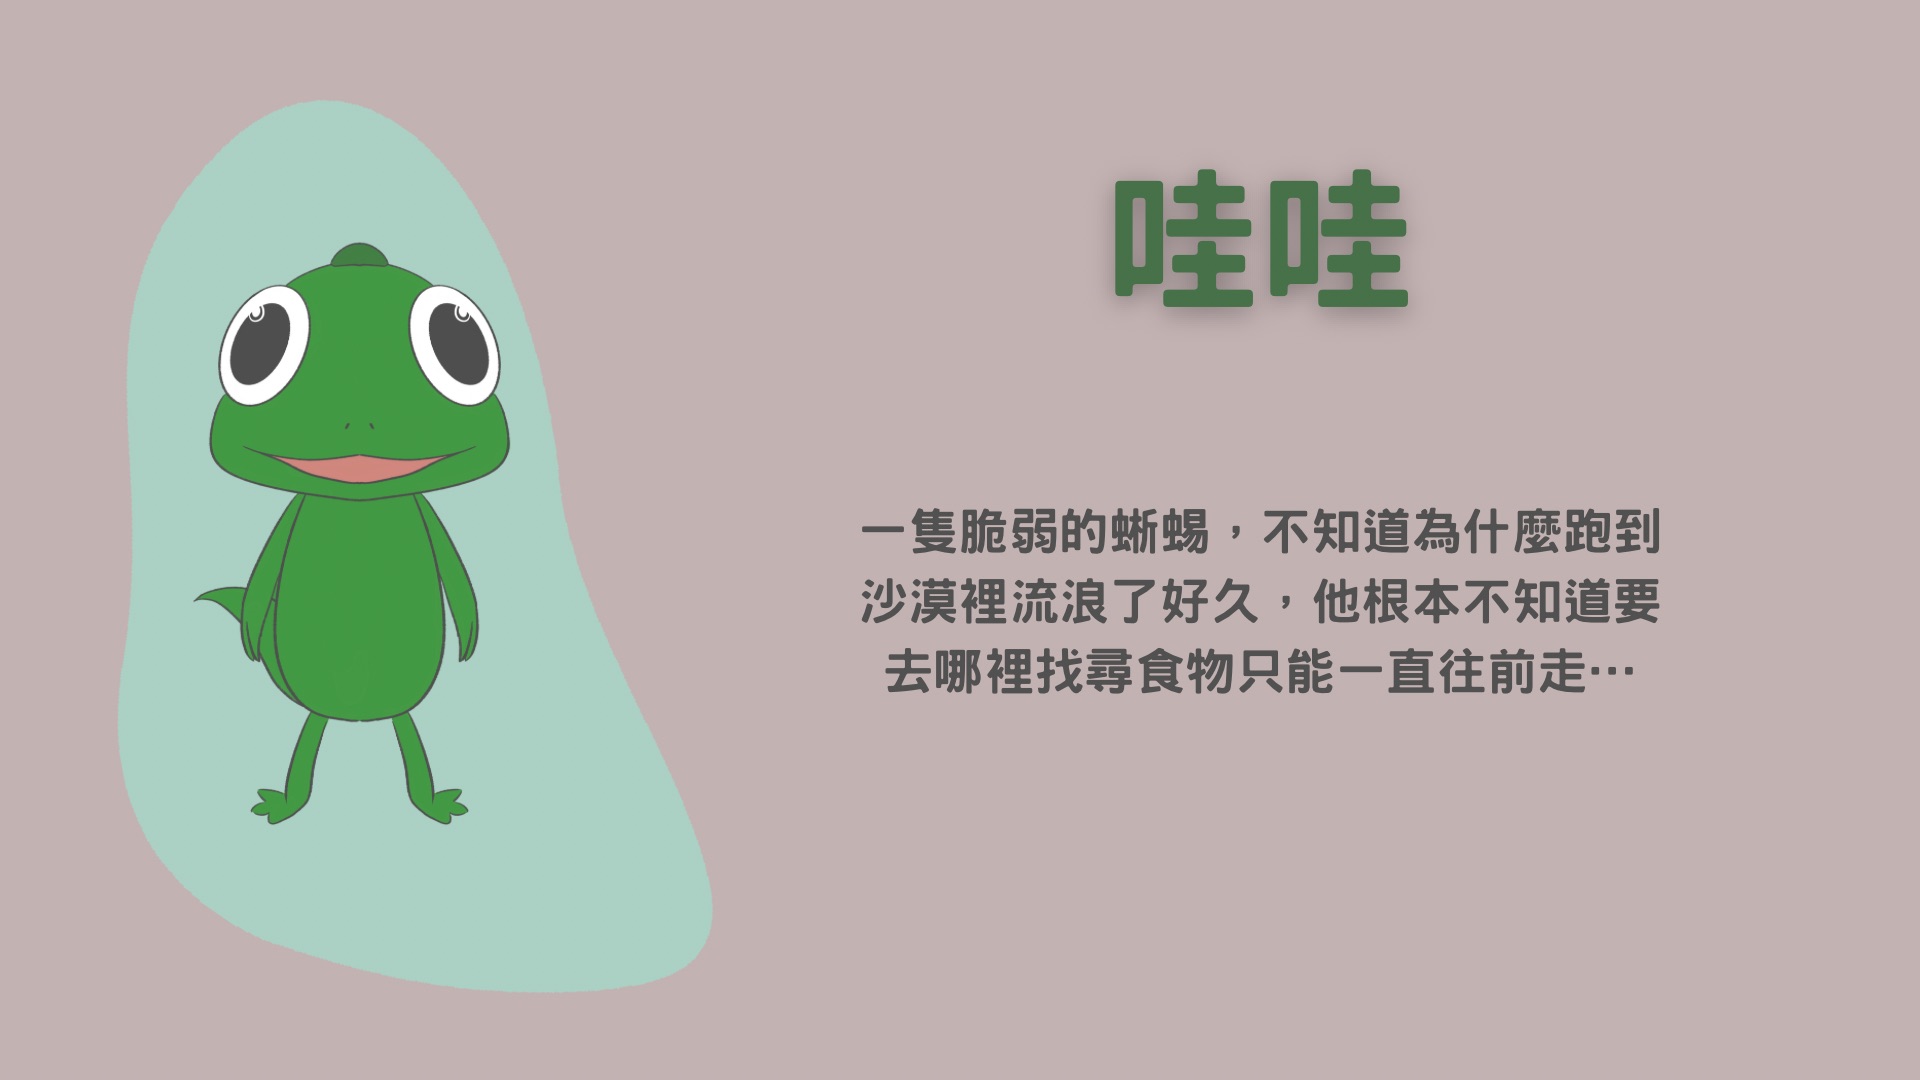 哇哇
一隻脆弱的蜥蜴，不知道為什麼跑到
沙漠裡流浪了好久，他根本不知道要
去哪裡找尋食物只能一直往前走…